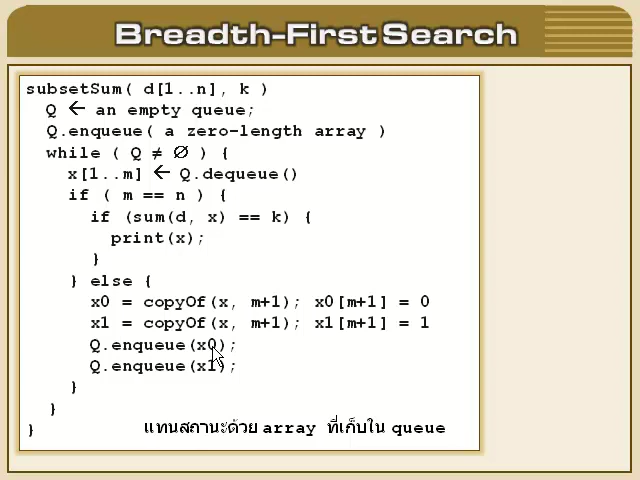 Breadth-First Search
subsetSum( d[1..n], k )
Q ← an empty queue;
Q.enqueue( a zero-length array )
while ( Q ≠ ∅ ) {
x[1..m] ← Q.dequeue()
if ( m == n ) {
if (sum(d, x) == k) {
print(x);
}
} else {
x0 = copyOf(x, m+1); x0[m+1] = 0
x1 = copyOf(x, m+1); x1[m+1] = 1
Q.enqueue(x0);
Q.enqueue(x1);
}
}
}
แทนสถานะด้วย array ที่เก็บใน queue